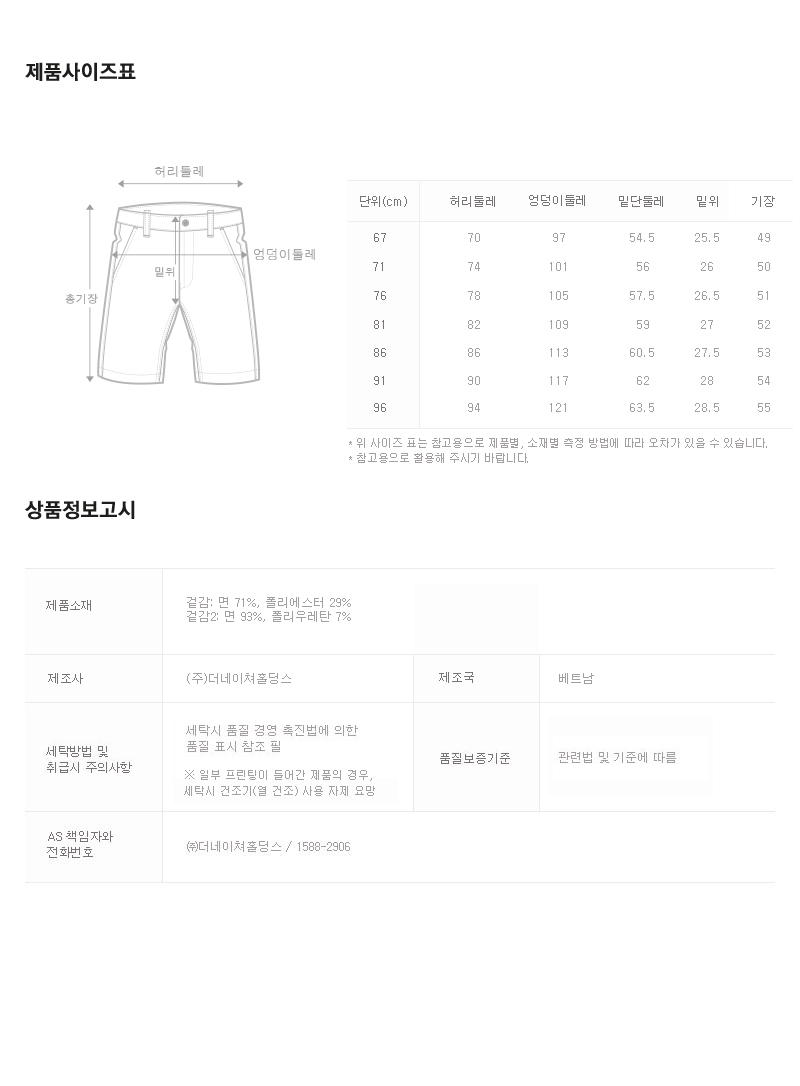 제품사이즈표
허리둘레
엉덩이둘레
밑위
총기장
단위(cm) 허리둘레 엉덩이둘레 밑단둘레 밑위 기장
67 70 97 54.5 25.5 49
71 74 101 56 26 50
76 78 105 57.5 26.5 51
81 82 109 59 27 52
86 86 113 60.5 27.5 53
91 90 117 62 28 54
96 94 121 63.5 28.5 55
* 위 사이즈 표는 참고용으로 제품별, 소재별 측정 방법에 따라 오차가 있을 수 있습니다.
* 참고용으로 활용해 주시기 바랍니다.
상품정보고시
제품소재
겉감: 면 71%, 폴리에스터 29%
겉감2: 면 93%, 폴리우레탄 7%
제조사 (주)더네이쳐홀딩스 제조국 베트남
세탁방법 및
취급시 주의사항
세탁시 품질 경영 촉진법에 의한
품질 표시 참조 필
※ 일부 프린팅이 들어간 제품의 경우,
세탁시 건조기(열 건조) 사용 자제 요망
품질보증기준 관련법 및 기준에 따름
AS 책임자와
전화번호
㈜더네이쳐홀딩스 / 1588-2906